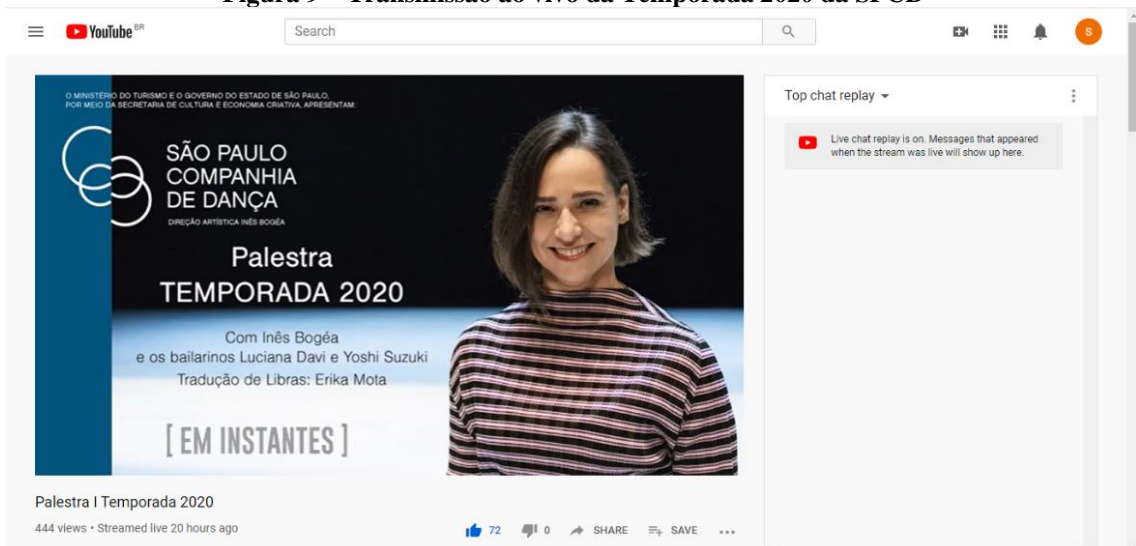 Figura 9 – Transmissão ao vivo da Temporada 2020 da SPCD
YouTube BR
Search
S
O MINISTÉRIO DO TURISMO E O GOVERNO DO ESTADO DE SÃO PAULO,
POR MEIO DA SECRETARIA DE CULTURA E ECONOMIA CRIATIVA, APRESENTAM:
SÃO PAULO
COMPANHIA
DE DANÇA
DIREÇÃO ARTÍSTICA INÊS BOGÉA
Palestra
TEMPORADA 2020
Com Inês Bogéa
e os bailarinos Luciana Davi e Yoshi Suzuki
Tradução de Libras: Erika Mota
[ EM INSTANTES ]
Top chat replay
Live chat replay is on. Messages that appeared
when the stream was live will show up here.
Palestra I Temporada 2020
444 views • Streamed live 20 hours ago
72 0 SHARE SAVE